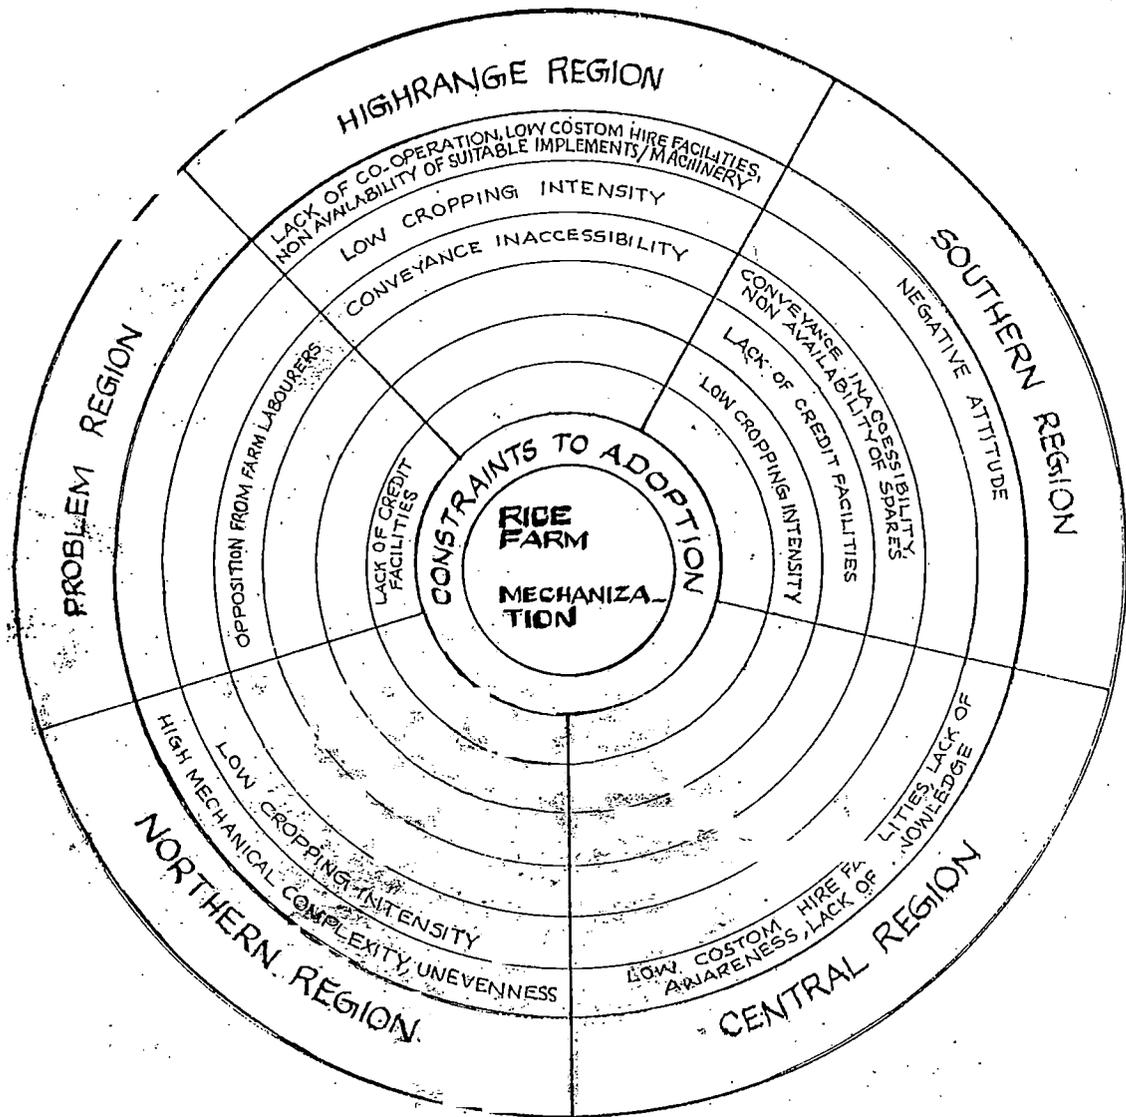 HIGHRANGE REGION
LACK OF CO-OPERATION, LOW COSTOM HIRE FACILITIES,
NON AVAILABILITY OF SUITABLE IMPLEMENTS/MACHINERY
LOW CROPPING INTENSITY
CONVEYANCE INACCESSIBILITY
SOUTHERN REGION
NEGATIVE ATTITUDE
CONVEYANCE INACCESSIBILITY,
NON AVAILABILITY OF SPARES
LACK OF CREDIT FACILITIES
LOW CROPPING INTENSITY
PROBLEM REGION
OPPOSITION FROM FARM LABOURERS
LACK OF CREDIT
FACILITIES
CONSTRAINTS TO ADOPTION
RICE
FARM
MECHANIZA-
TION
NORTHERN REGION
HIGH MECHANICAL COMPLEXITY, UNEVENNESS
LOW CROPPING INTENSITY
CENTRAL REGION
LOW COSTOM HIRE FA LITIES, LACK OF
AWARENESS, LACK OF NOWLEDGE